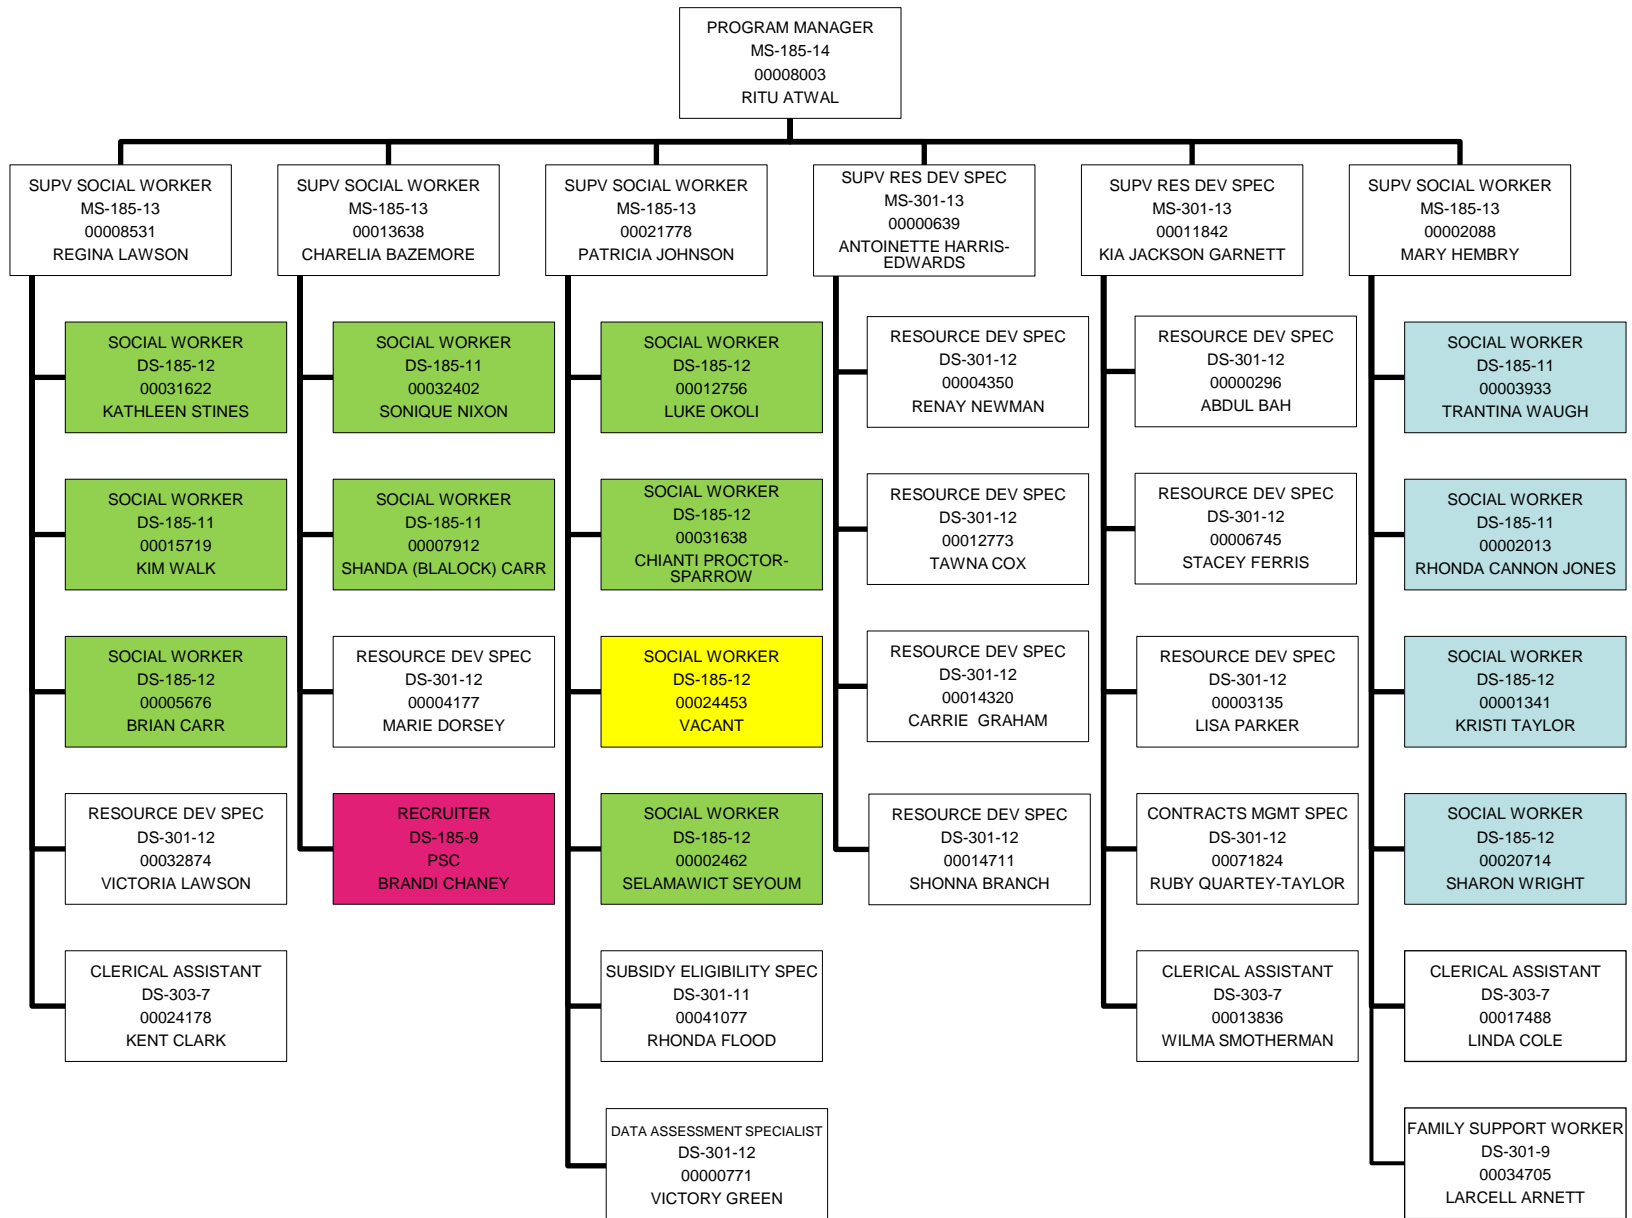 PROGRAM MANAGER
MS-185-14
00008003
RITU ATWAL
SUPV SOCIAL WORKER
MS-185-13
00008531
REGINA LAWSON
SOCIAL WORKER
DS-185-12
00031622
KATHLEEN STINES
SOCIAL WORKER
DS-185-11
00015719
KIM WALK
SOCIAL WORKER
DS-185-12
00005676
BRIAN CARR
RESOURCE DEV SPEC
DS-301-12
00032874
VICTORIA LAWSON
CLERICAL ASSISTANT
DS-303-7
00024178
KENT CLARK
SUPV SOCIAL WORKER
MS-185-13
00013638
CHARELIA BAZEMORE
SOCIAL WORKER
DS-185-11
00032402
SONIQUE NIXON
SOCIAL WORKER
DS-185-11
00007912
SHANDA (BLALOCK) CARR
RESOURCE DEV SPEC
DS-301-12
00004177
MARIE DORSEY
RECRUITER
DS-185-9
PSC
BRANDI CHANEY
SUPV SOCIAL WORKER
MS-185-13
00021778
PATRICIA JOHNSON
SOCIAL WORKER
DS-185-12
00012756
LUKE OKOLI
SOCIAL WORKER
DS-185-12
00031638
CHIANTI PROCTOR-
SPARROW
SOCIAL WORKER
DS-185-12
00024453
VACANT
SOCIAL WORKER
DS-185-12
00002462
SELAMAWICT SEYOUM
SUBSIDY ELIGIBILITY SPEC
DS-301-11
00041077
RHONDA FLOOD
DATA ASSESSMENT SPECIALIST
DS-301-12
00000771
VICTORY GREEN
SUPV RES DEV SPEC
MS-301-13
00000639
ANTOINETTE HARRIS-
EDWARDS
RESOURCE DEV SPEC
DS-301-12
00004350
RENAY NEWMAN
RESOURCE DEV SPEC
DS-301-12
00012773
TAWNA COX
RESOURCE DEV SPEC
DS-301-12
00014320
CARRIE  GRAHAM
RESOURCE DEV SPEC
DS-301-12
00014711
SHONNA BRANCH
SUPV RES DEV SPEC
MS-301-13
00011842
KIA JACKSON GARNETT
RESOURCE DEV SPEC
DS-301-12
00000296
ABDUL BAH
RESOURCE DEV SPEC
DS-301-12
00006745
STACEY FERRIS
RESOURCE DEV SPEC
DS-301-12
00003135
LISA PARKER
CONTRACTS MGMT SPEC
DS-301-12
00071824
RUBY QUARTEY-TAYLOR
CLERICAL ASSISTANT
DS-303-7
00013836
WILMA SMOTHERMAN
SUPV SOCIAL WORKER
MS-185-13
00002088
MARY HEMBRY
SOCIAL WORKER
DS-185-11
00003933
TRANTINA WAUGH
SOCIAL WORKER
DS-185-11
00002013
RHONDA CANNON JONES
SOCIAL WORKER
DS-185-12
00001341
KRISTI TAYLOR
SOCIAL WORKER
DS-185-12
00020714
SHARON WRIGHT
CLERICAL ASSISTANT
DS-303-7
00017488
LINDA COLE
FAMILY SUPPORT WORKER
DS-301-9
00034705
LARCELL ARNETT